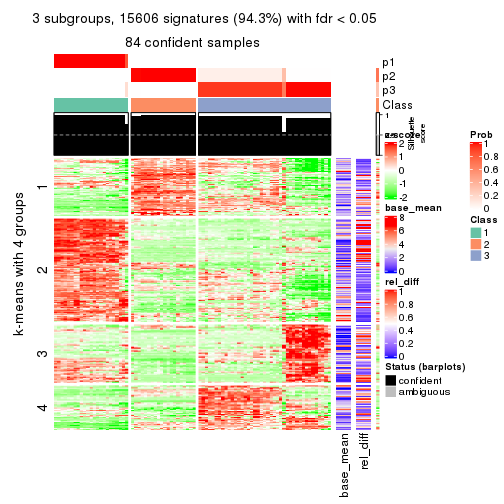 3 subgroups, 15606 signatures (94.3%) with fdr < 0.05
84 confident samples
p1
p2
p3
Class
1
Silhouette
score
z-score
2
1
0
-1
-2
Prob
1
0.8
0.6
0.4
0.2
0
base_mean
8
6
4
2
0
Class
1
2
3
rel_diff
1
0.8
0.6
0.4
0.2
0
Status (barplots)
confident
ambiguous
k-means with 4 groups
1
2
3
4
base_mean
rel_diff